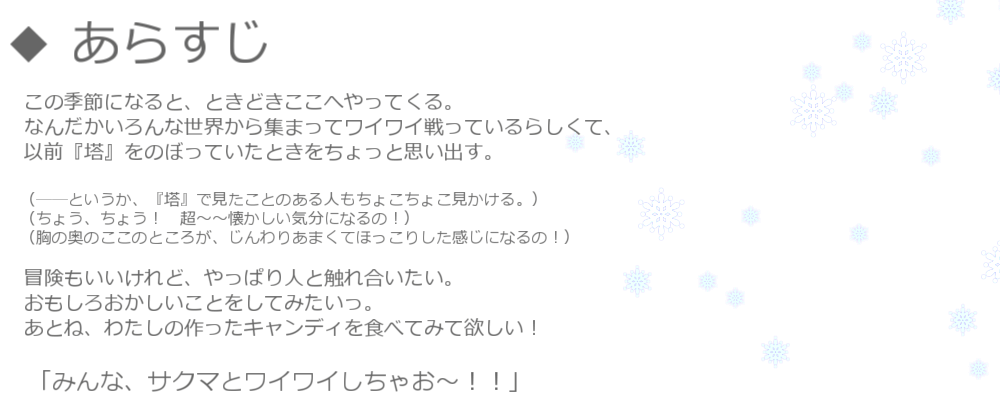 ◆ あらすじ
この季節になると、ときどきここへやってくる。
なんだかいろんな世界から集まってワイワイ戦っているらしくて、
以前『塔』をのぼっていたときをちょっと思い出す。
（――というか、『塔』で見たことのある人もちょこちょこ見かける。）
（ちょう、ちょう！　超～～懐かしい気分になるの！）
（胸の奥のここのところが、じんわりあまくてほっこりした感じになるの！）
冒険もいいけれど、やっぱり人と触れ合いたい。
おもしろおかしいことをしてみたいっ。
あとね、わたしの作ったキャンディを食べてみて欲しい！
「みんな、サクマとワイワイしちゃお～！！」